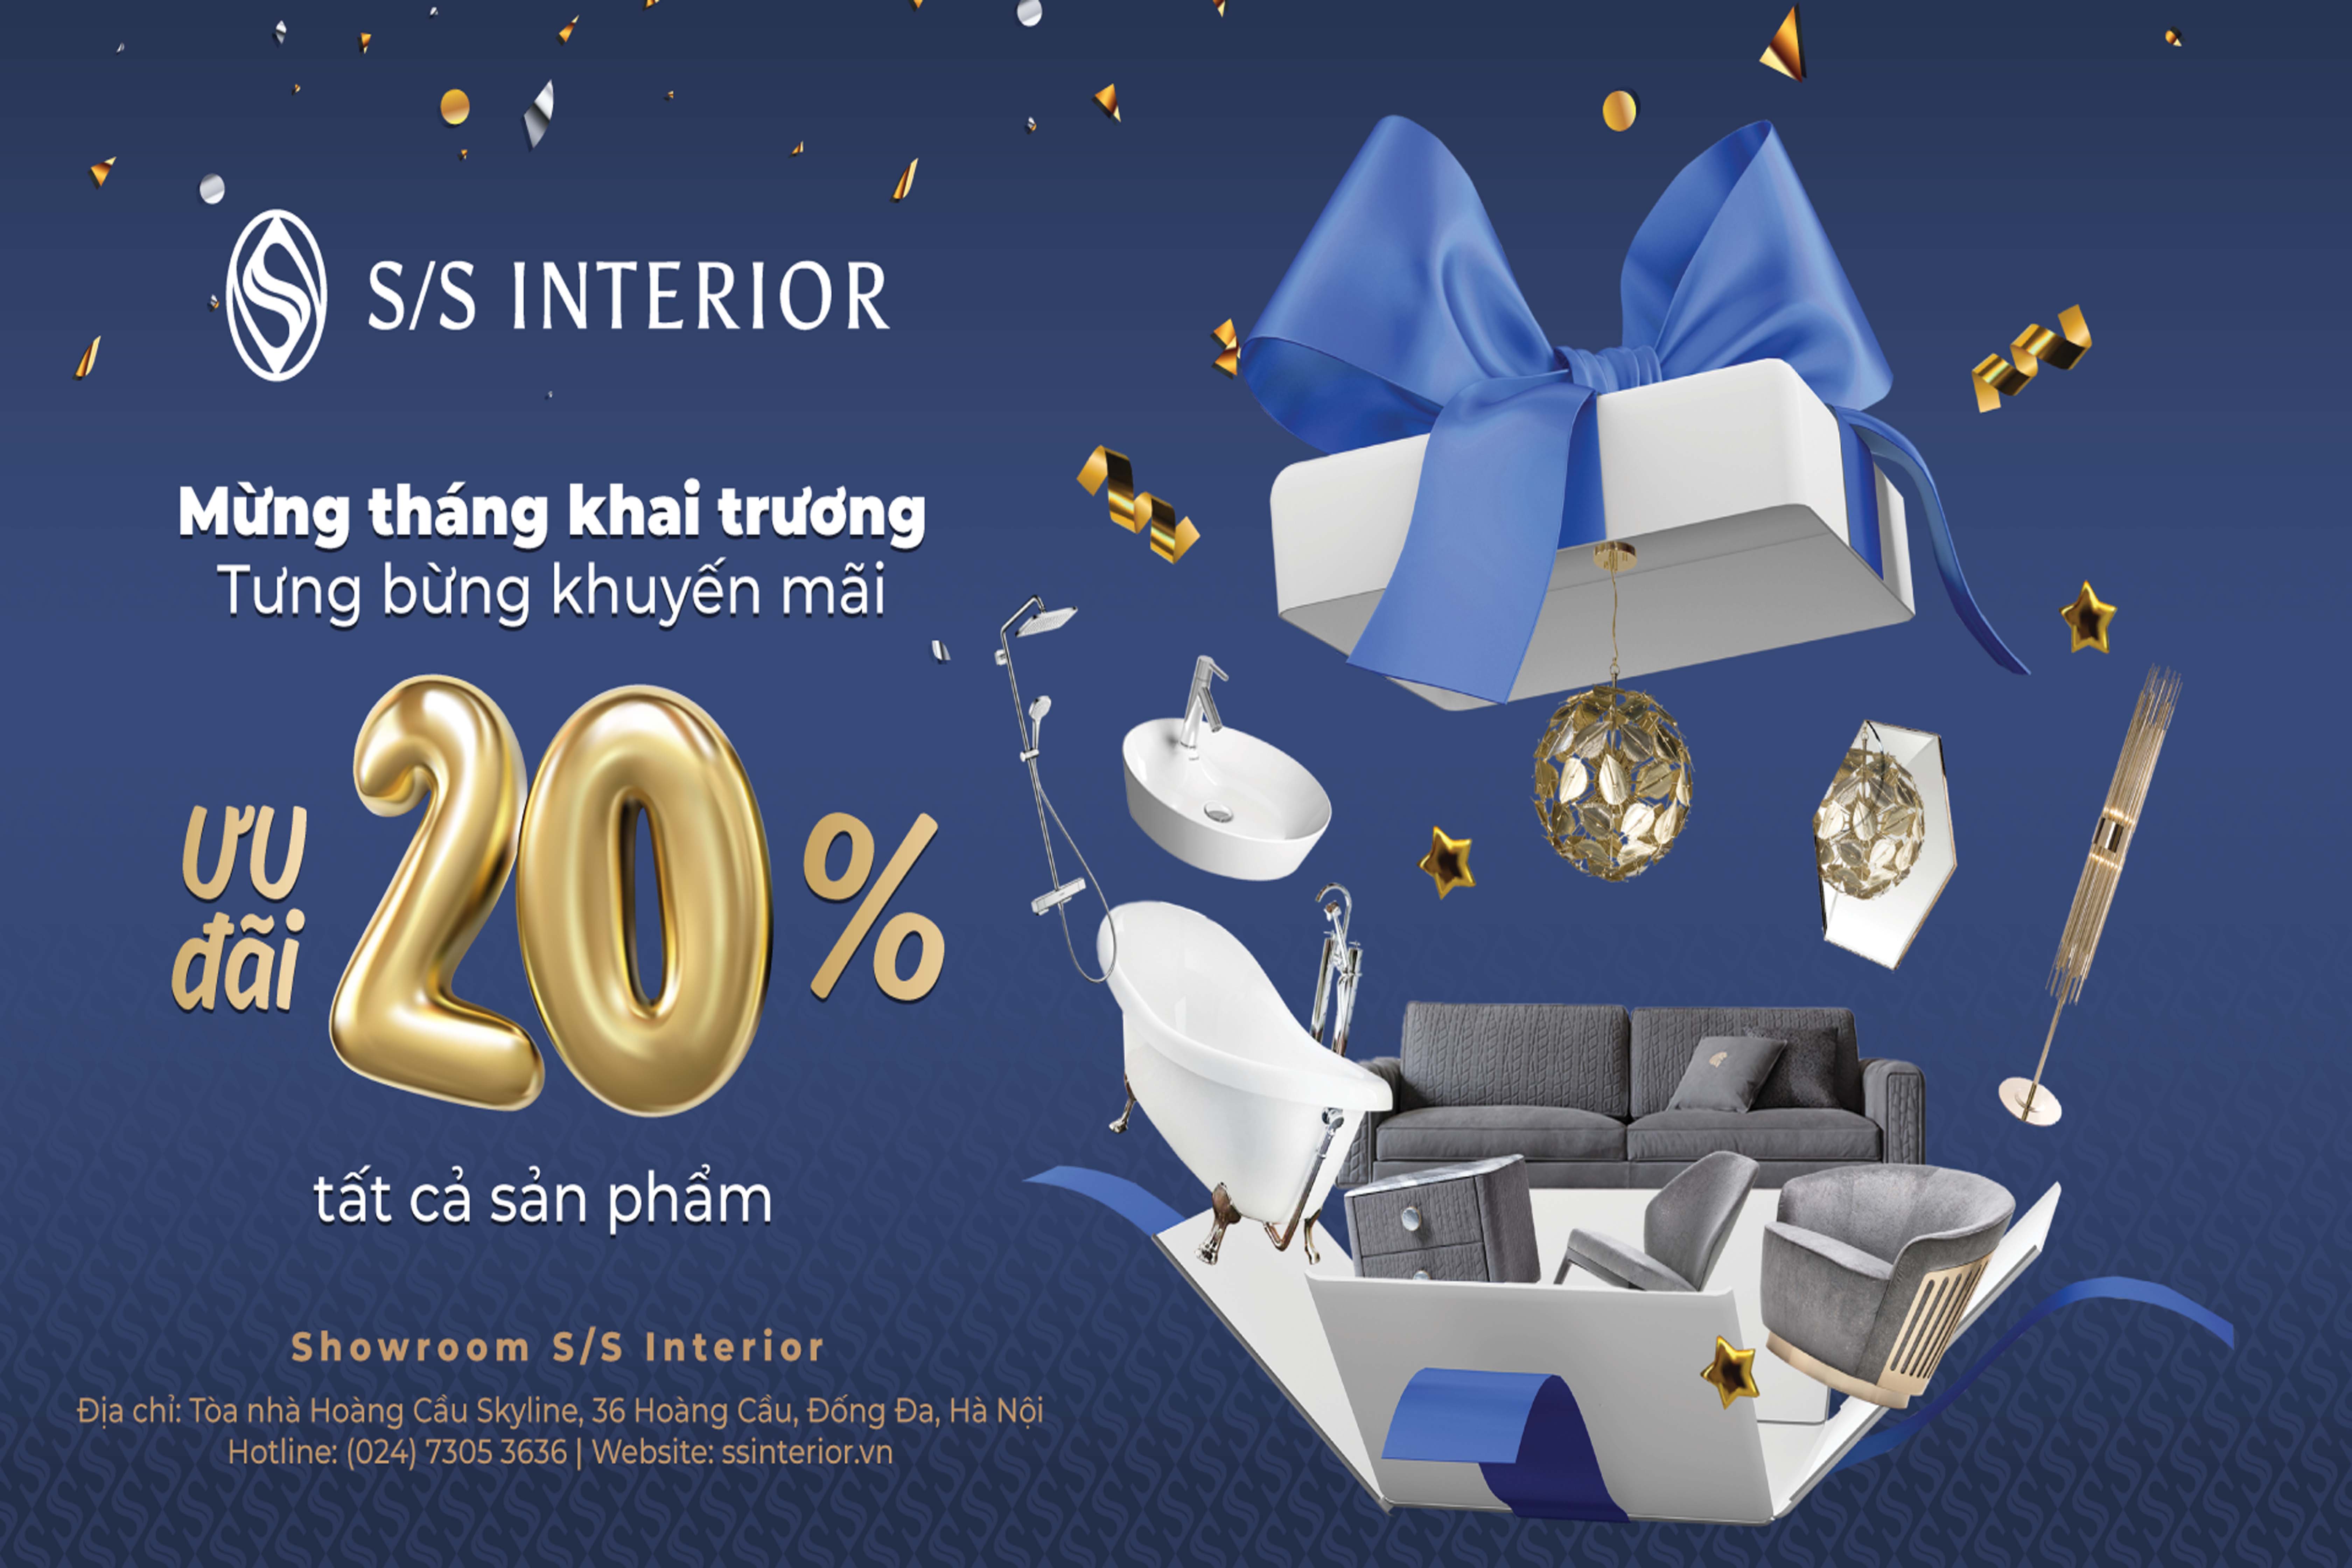 S/S INTERIOR
Mừng tháng khai trương
Tưng bừng khuyến mãi
ưu
đãi
20%
tất cả sản phẩm
Showroom S/S Interior
Địa chỉ: Tòa nhà Hoàng Cầu Skyline, 36 Hoàng Cầu, Đống Đa, Hà Nội
Hotline: (024) 7305 3636 | Website: ssinterior.vn